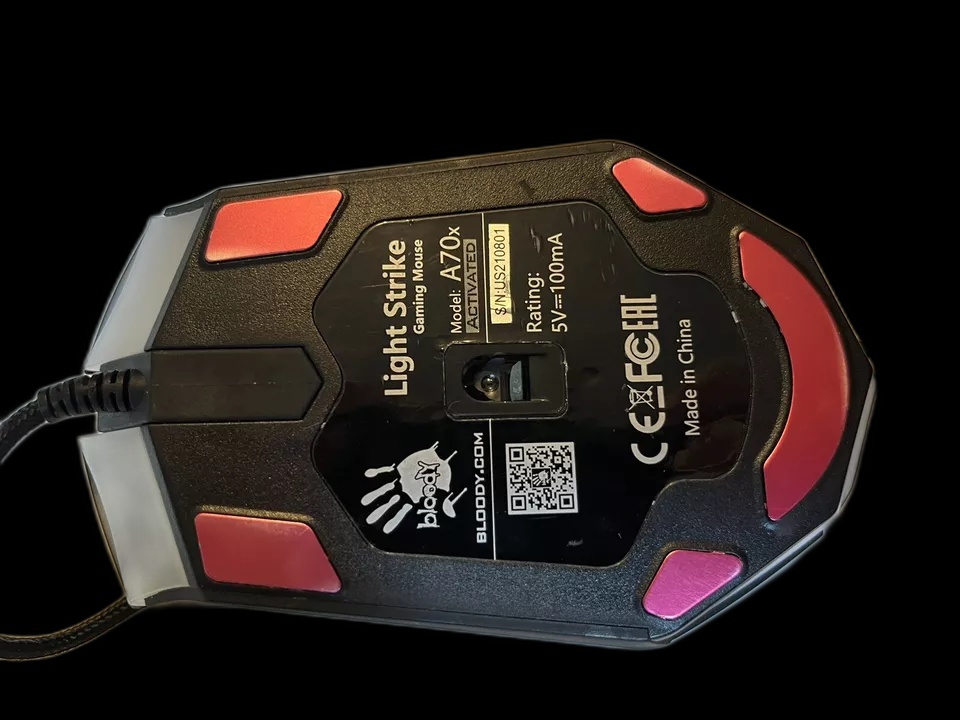 Light Strike
Gaming Mouse
Model: A70x
ACTIVATED
S/N:US210801
Rating:
5V⎓100mA
bloody
BLOODY.COM
CE FC EAC
Made in China